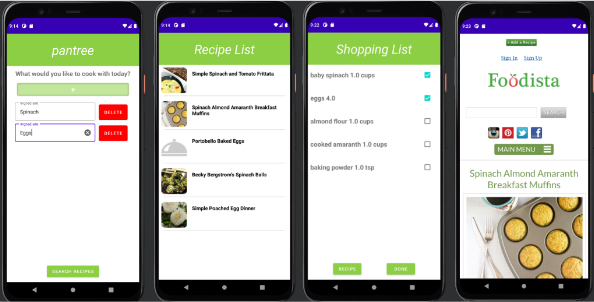 9:14
pantree
What would you like to cook with today?
+
Ingredient
Spinach
DELETE
Ingredient
Eggs
DELETE
SEARCH RECIPES
9:14
Recipe List
Simple Spinach and Tomato Frittata
Spinach Almond Amaranth Breakfast
Muffins
Portobello Baked Eggs
Becky Bengstrom's Spinach Balls
Simple Poached Egg Dinner
9:22
Shopping List
baby spinach 1.0 cups
eggs 4.0
almond flour 1.0 cups
cooked amaranth 1.0 cups
baking powder 1.0 tsp
RECIPE
DONE
9:23
+ Add a Recipe
Sign In
Sign Up
Foodista
SEARCH
MAIN MENU
Spinach Almond Amaranth
Breakfast Muffins